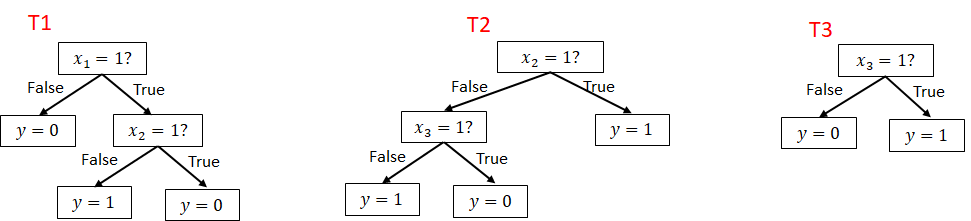 T1
x₁ = 1?
False
True
y = 0
x₂ = 1?
False
True
y = 1
y = 0
T2
x₂ = 1?
False
True
x₃ = 1?
y = 1
False
True
y = 1
y = 0
T3
x₃ = 1?
False
True
y = 0
y = 1